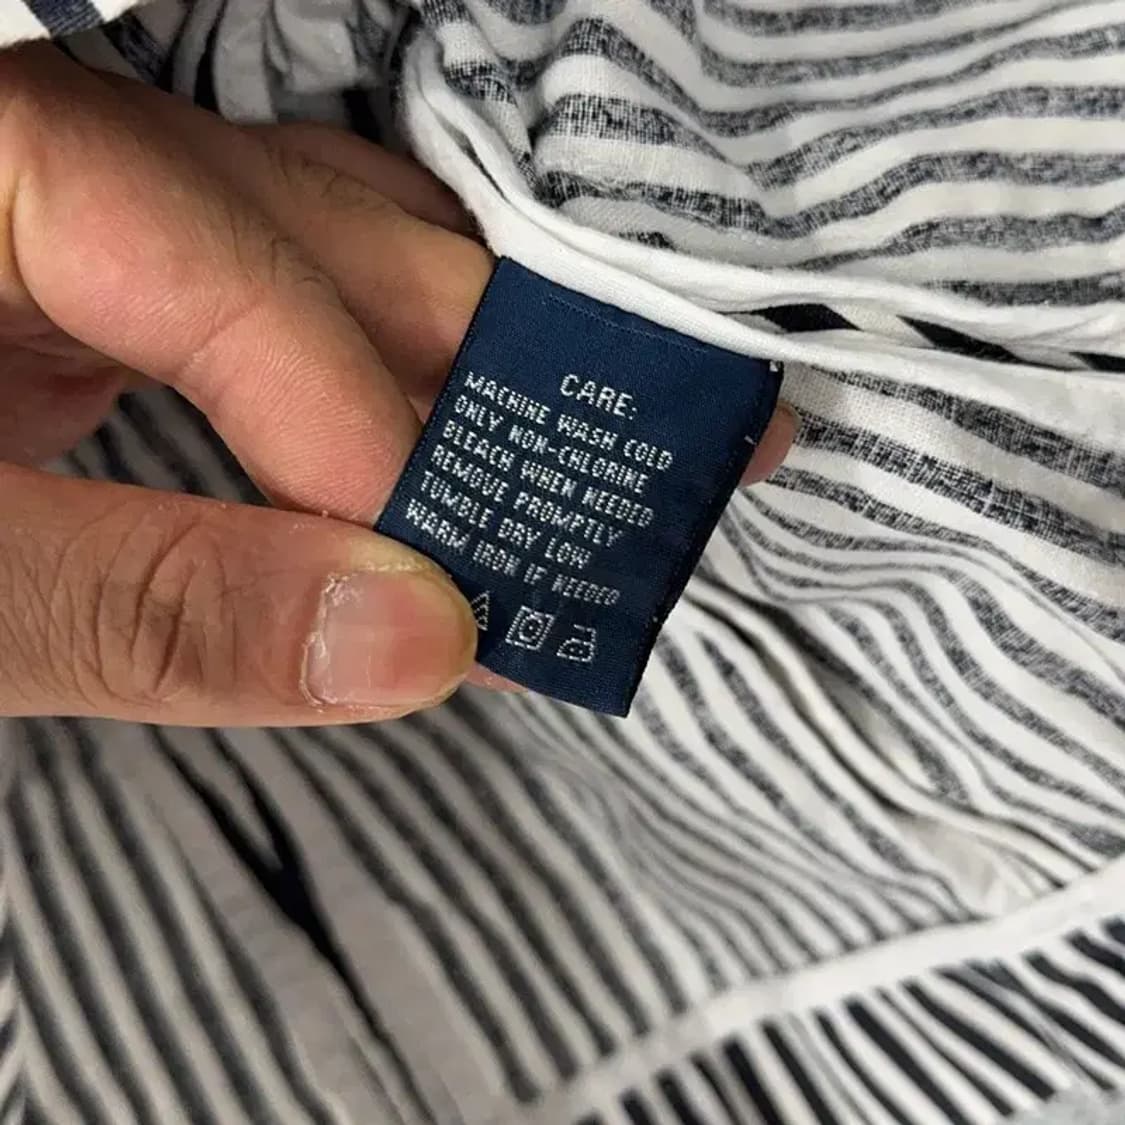 CARE:
MACHINE WASH COLD
ONLY NON-CHLORINE
BLEACH WHEN NEEDED
REMOVE PROMPTLY
TUMBLE DRY LOW
WARM IRON IF NEEDED